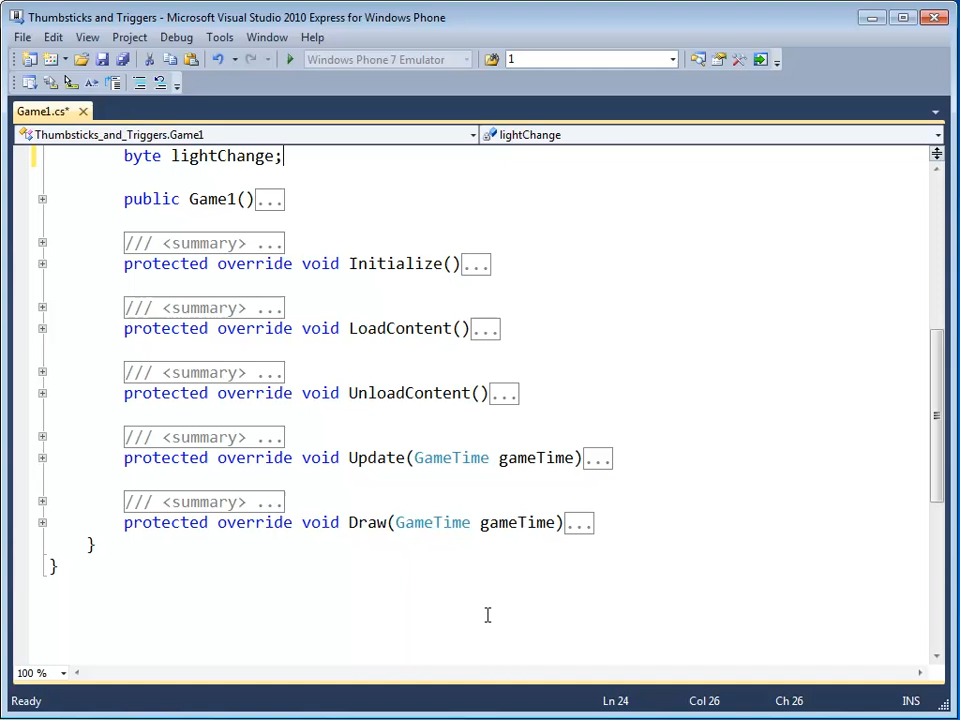 Thumbsticks and Triggers - Microsoft Visual Studio 2010 Express for Windows Phone
File Edit View Project Debug Tools Window Help
Windows Phone 7 Emulator 1
Game1.cs*
Thumbsticks_and_Triggers.Game1 lightChange
byte lightChange;
public Game1()...
/// <summary> ...
protected override void Initialize()...
/// <summary> ...
protected override void LoadContent()...
/// <summary> ...
protected override void UnloadContent()...
/// <summary> ...
protected override void Update(GameTime gameTime)...
/// <summary> ...
protected override void Draw(GameTime gameTime)...
}
}
100 %
Ready Ln 24 Col 26 Ch 26 INS